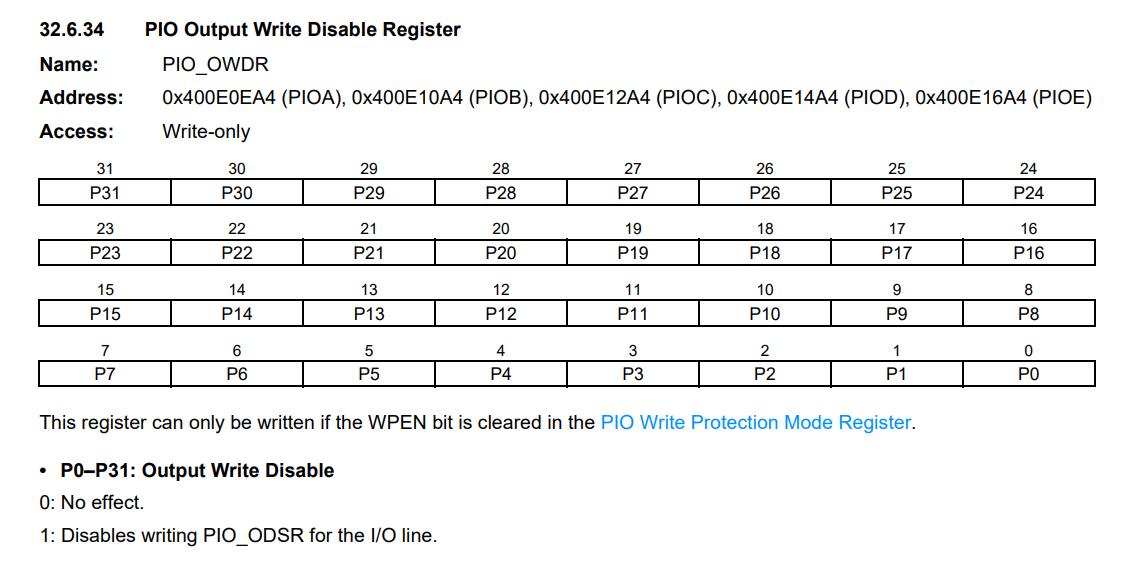 32.6.34 PIO Output Write Disable Register
Name: PIO_OWDR
Address: 0x400E0EA4 (PIOA), 0x400E10A4 (PIOB), 0x400E12A4 (PIOC), 0x400E14A4 (PIOD), 0x400E16A4 (PIOE)
Access: Write-only
31 30 29 28 27 26 25 24
P31 P30 P29 P28 P27 P26 P25 P24
23 22 21 20 19 18 17 16
P23 P22 P21 P20 P19 P18 P17 P16
15 14 13 12 11 10 9 8
P15 P14 P13 P12 P11 P10 P9 P8
7 6 5 4 3 2 1 0
P7 P6 P5 P4 P3 P2 P1 P0
This register can only be written if the WPEN bit is cleared in the PIO Write Protection Mode Register.
• P0–P31: Output Write Disable
0: No effect.
1: Disables writing PIO_ODSR for the I/O line.